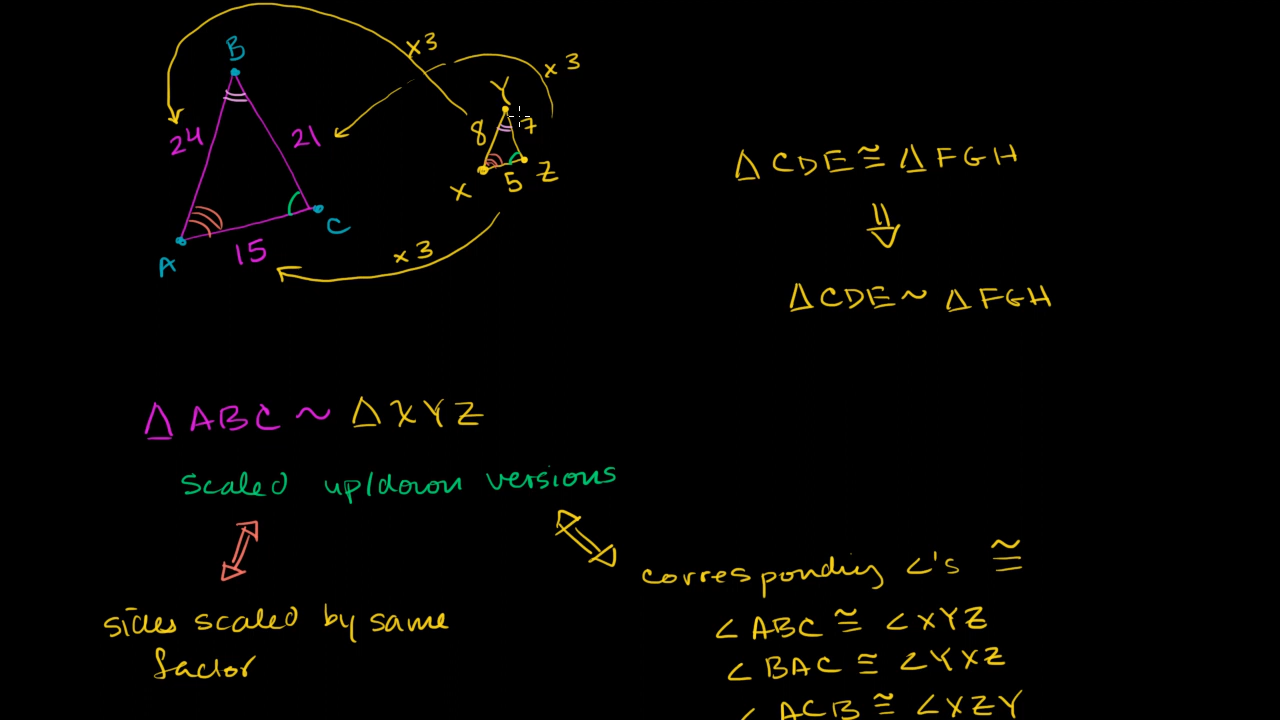 B
x3
x3
Y
24
21
8
7
X
5
Z
C
15
x3
A
Δ CDE ≅ Δ FGH
⇓
Δ CDE ~ Δ FGH
Δ ABC ~ Δ XYZ
scaled up/down versions
sides scaled by same
factor
corresponding ∠'s ≅
∠ ABC ≅ ∠XYZ
∠ BAC ≅ ∠YXZ
∠ ACB ≅ ∠XZY